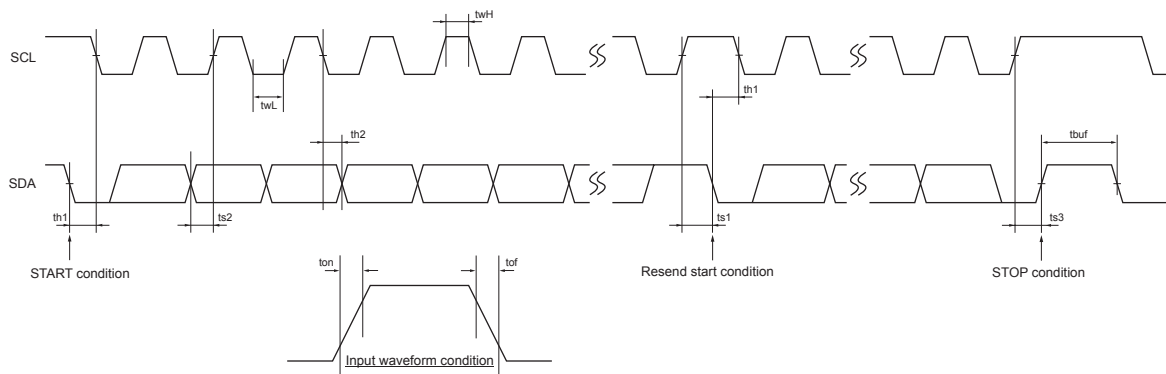 twH
SCL
th1
twL
th2
tbuf
SDA
th1
ts2
ts1
ts3
START condition
Resend start condition
STOP condition
ton
tof
Input waveform condition